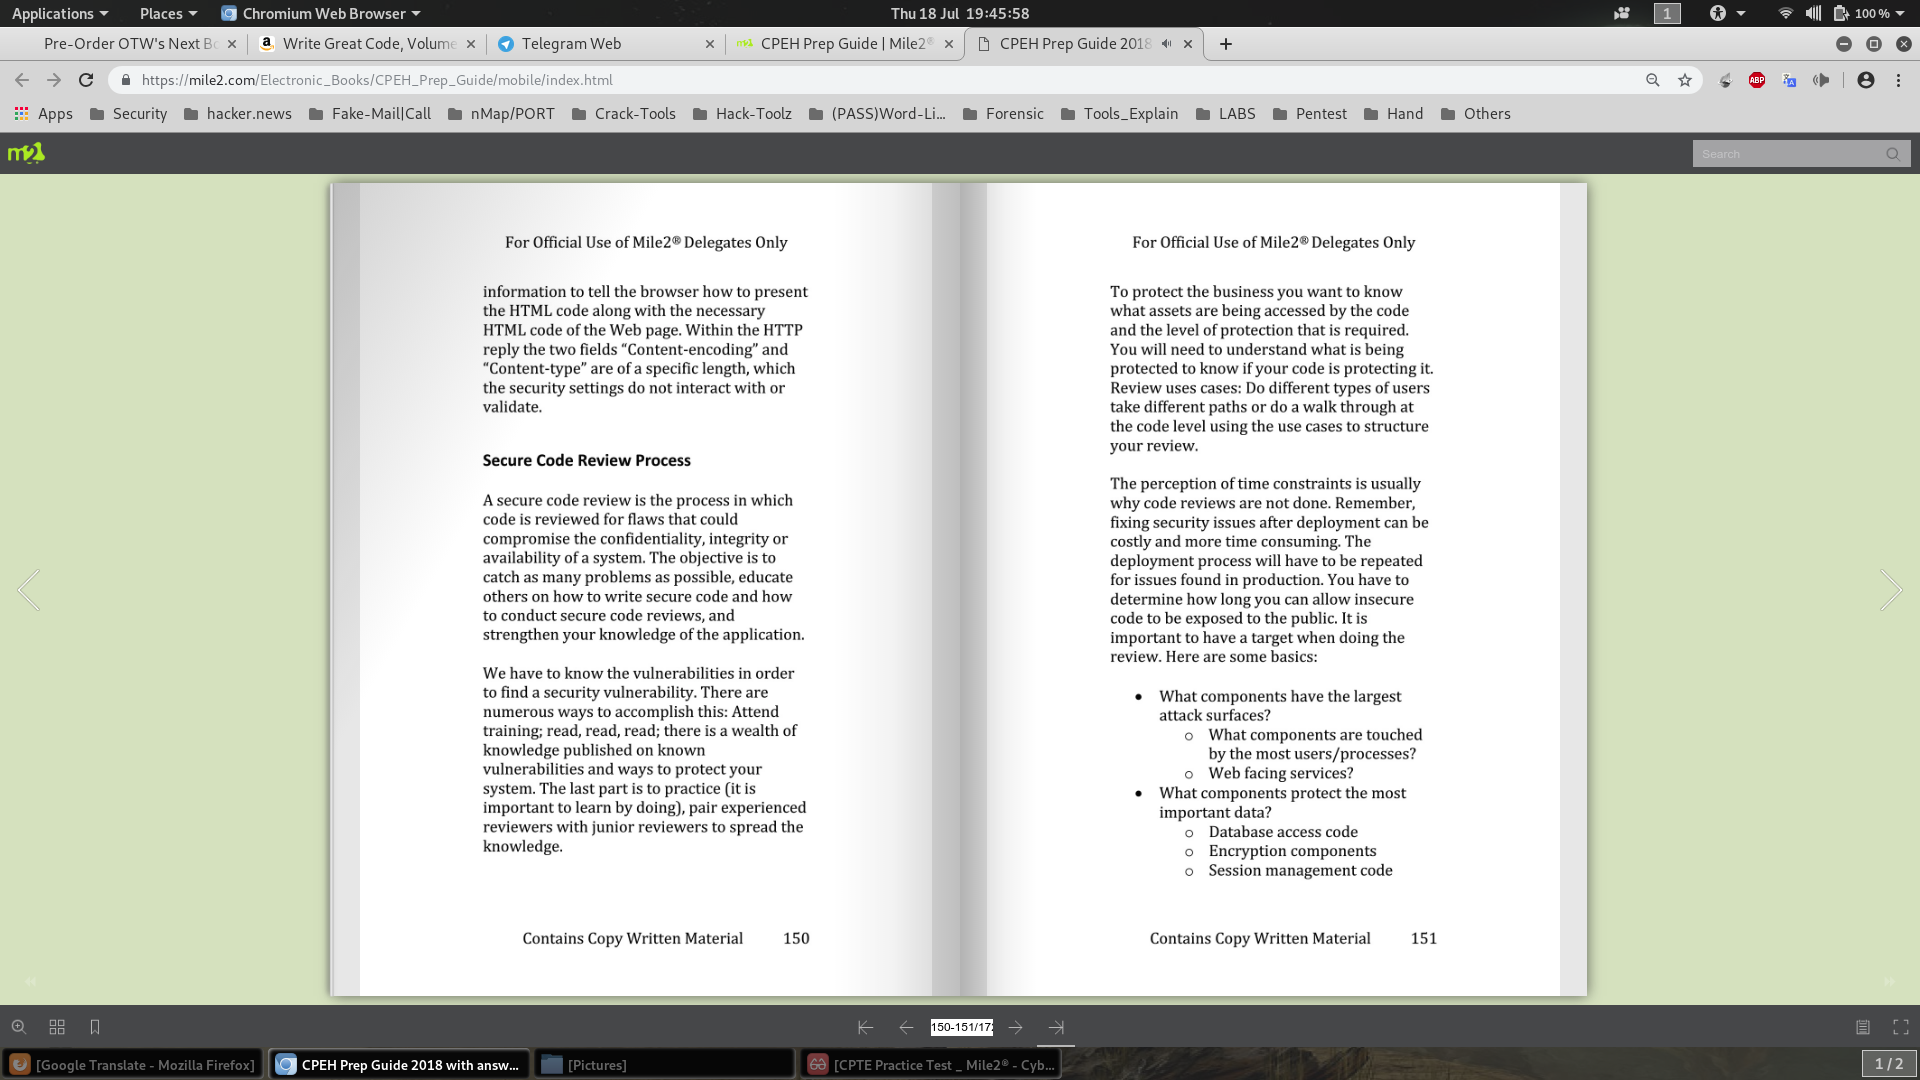 Applications Places Chromium Web Browser Thu 18 Jul 19:45:58 1 100 %
Pre-Order OTW's Next Bo Write Great Code, Volume Telegram Web CPEH Prep Guide | Mile2® CPEH Prep Guide 2018
https://mile2.com/Electronic_Books/CPEH_Prep_Guide/mobile/index.html ABP
Apps Security hacker.news Fake-Mail|Call nMap/PORT Crack-Tools Hack-Toolz (PASS)Word-Li... Forensic Tools_Explain LABS Pentest Hand Others
m2 Search
For Official Use of Mile2® Delegates Only
information to tell the browser how to present
the HTML code along with the necessary
HTML code of the Web page. Within the HTTP
reply the two fields “Content-encoding” and
“Content-type” are of a specific length, which
the security settings do not interact with or
validate.
Secure Code Review Process
A secure code review is the process in which
code is reviewed for flaws that could
compromise the confidentiality, integrity or
availability of a system. The objective is to
catch as many problems as possible, educate
others on how to write secure code and how
to conduct secure code reviews, and
strengthen your knowledge of the application.
We have to know the vulnerabilities in order
to find a security vulnerability. There are
numerous ways to accomplish this: Attend
training; read, read, read; there is a wealth of
knowledge published on known
vulnerabilities and ways to protect your
system. The last part is to practice (it is
important to learn by doing), pair experienced
reviewers with junior reviewers to spread the
knowledge.
Contains Copy Written Material 150
For Official Use of Mile2® Delegates Only
To protect the business you want to know
what assets are being accessed by the code
and the level of protection that is required.
You will need to understand what is being
protected to know if your code is protecting it.
Review uses cases: Do different types of users
take different paths or do a walk through at
the code level using the use cases to structure
your review.
The perception of time constraints is usually
why code reviews are not done. Remember,
fixing security issues after deployment can be
costly and more time consuming. The
deployment process will have to be repeated
for issues found in production. You have to
determine how long you can allow insecure
code to be exposed to the public. It is
important to have a target when doing the
review. Here are some basics:
• What components have the largest
attack surfaces?
o What components are touched
by the most users/processes?
o Web facing services?
• What components protect the most
important data?
o Database access code
o Encryption components
o Session management code
Contains Copy Written Material 151
150-151/17
[Google Translate - Mozilla Firefox] CPEH Prep Guide 2018 with answ... [Pictures] [CPTE Practice Test _ Mile2® - Cyb... 1 / 2